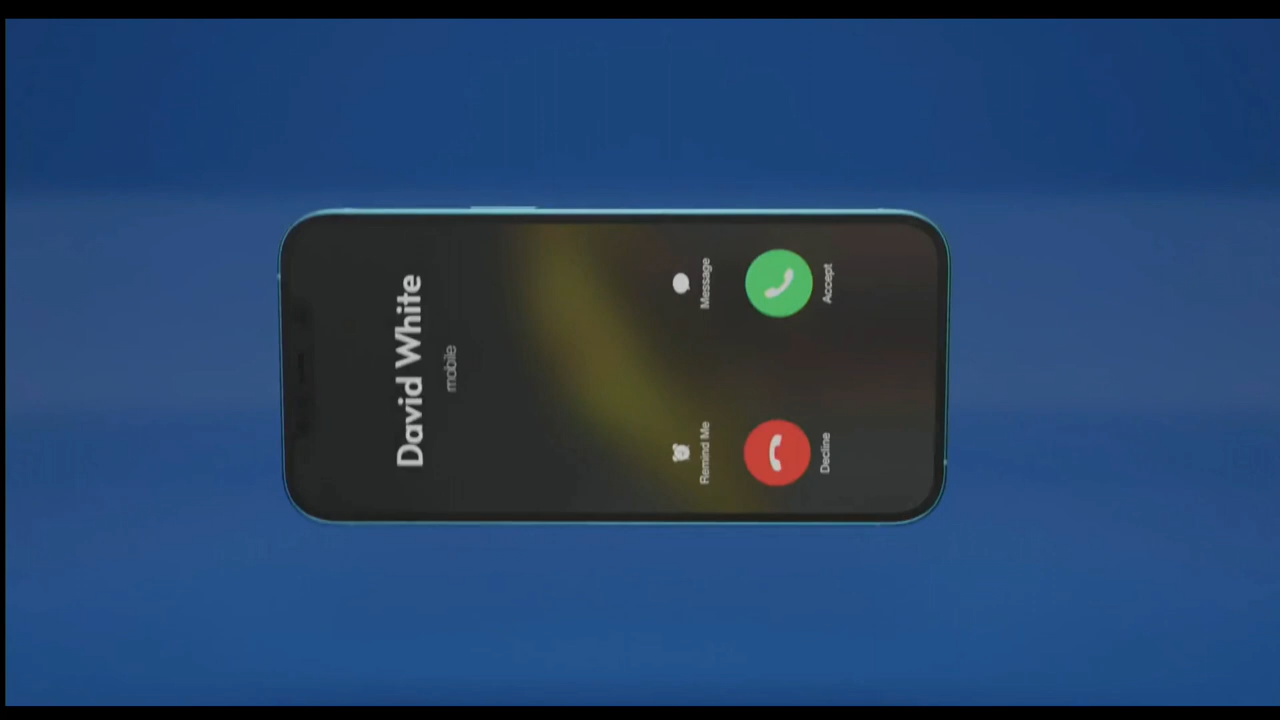 David White
mobile
Remind Me
Message
Decline
Accept